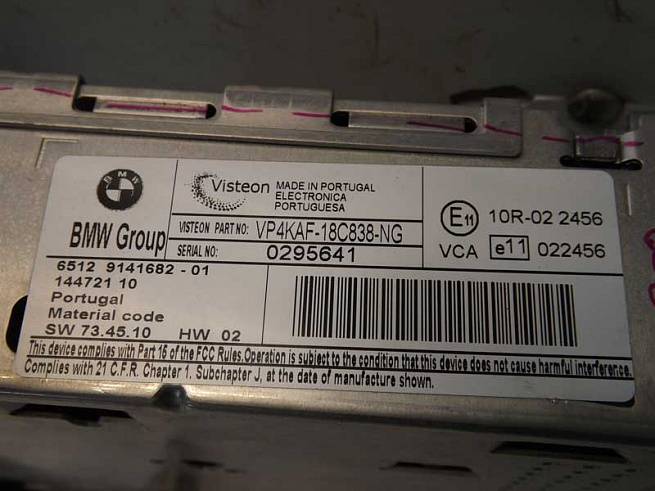 BMW
BMW Group
Visteon
MADE IN PORTUGAL
ELECTRONICA
PORTUGUESA
VISTEON PART NO: VP4KAF-18C838-NG
SERIAL NO: 0295641
E11 10R-02 2456
VCA e11 022456
6512 9141682 - 01
144721 10
Portugal
Material code
SW 73.45.10 HW 02
This device complies with Part 16 of the FCC Rules.Operation is subject to the condition that this device does not cause harmful interference.
Complies with 21 C.F.R. Chapter 1. Subchapter J, at the date of manufacture shown.